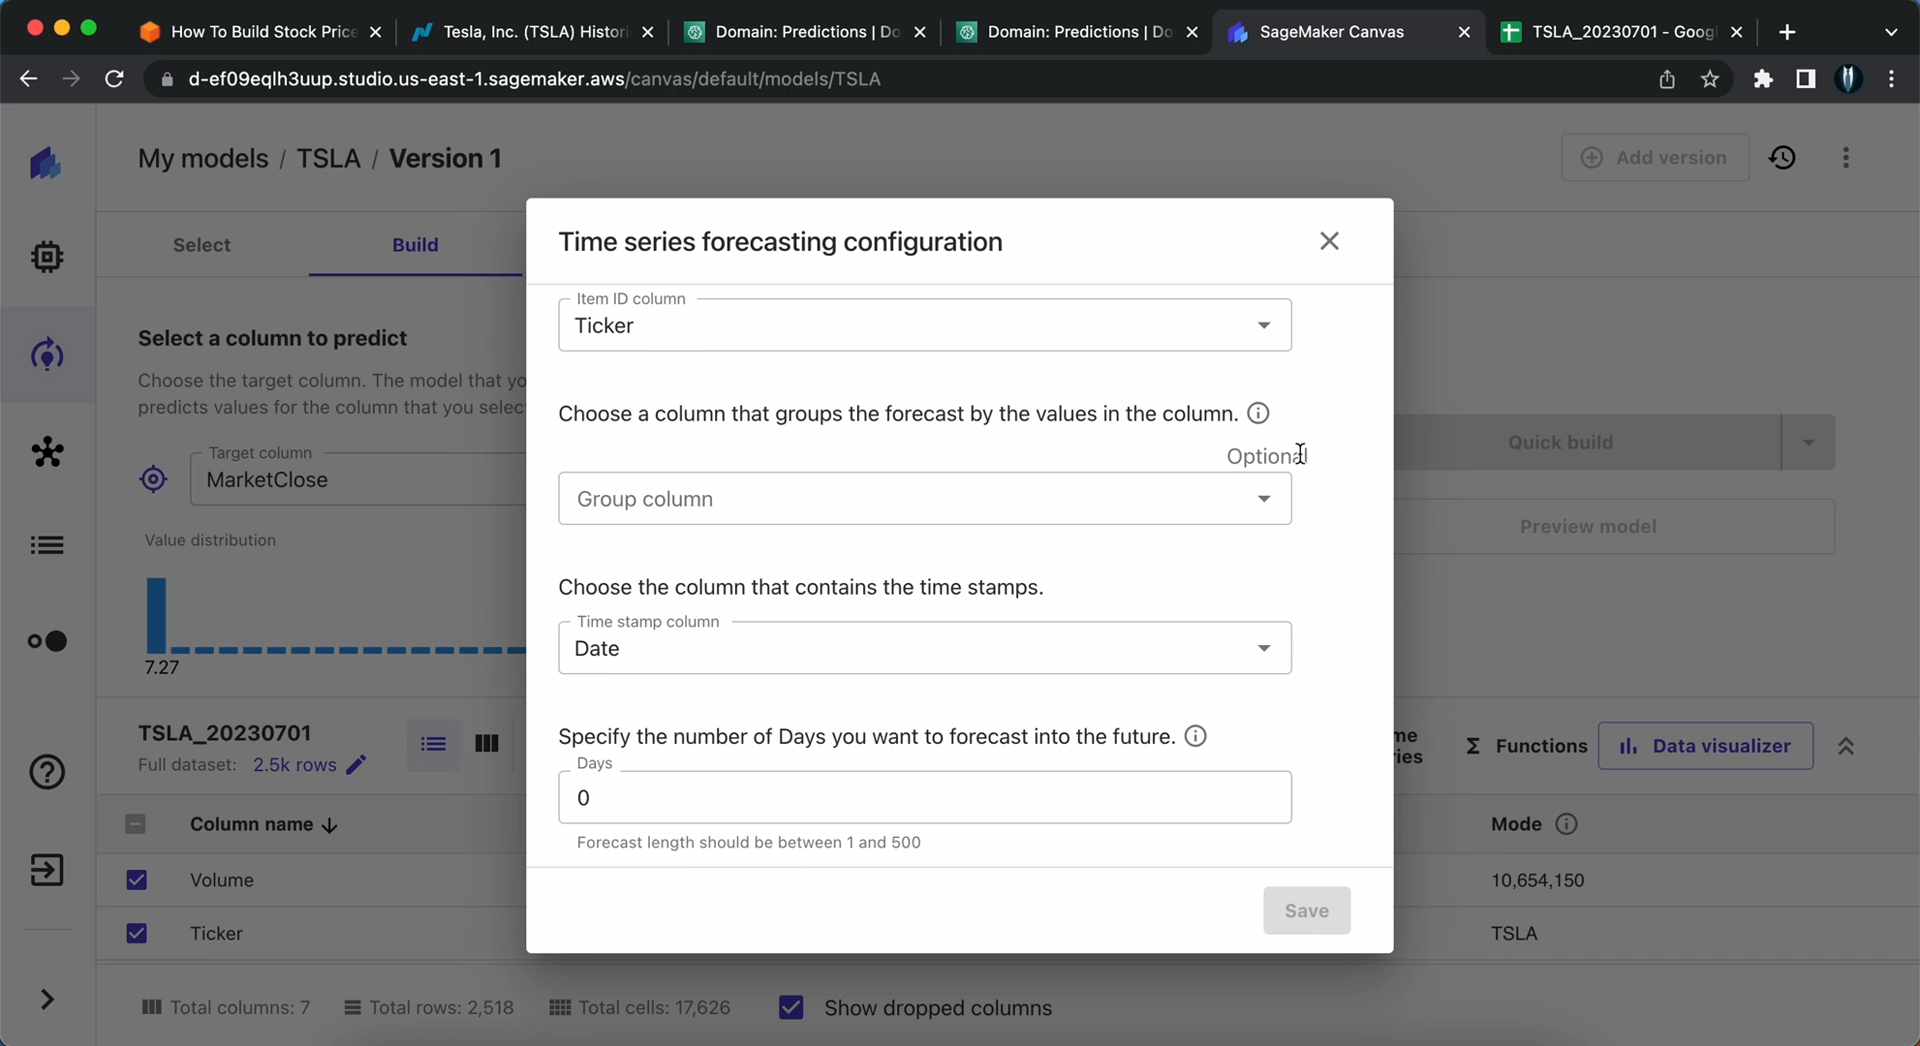 How To Build Stock Price
Tesla, Inc. (TSLA) Histori
Domain: Predictions | Do
Domain: Predictions | Do
SageMaker Canvas
TSLA_20230701 - Googl
d-ef09eqlh3uup.studio.us-east-1.sagemaker.aws/canvas/default/models/TSLA
My models / TSLA / Version 1
Add version
Select
Build
Time series forecasting configuration
Item ID column
Ticker
Select a column to predict
Choose the target column. The model that yo
predicts values for the column that you selec
Choose a column that groups the forecast by the values in the column.
Optional
Target column
MarketClose
Group column
Quick build
Preview model
Value distribution
7.27
Choose the column that contains the time stamps.
Time stamp column
Date
TSLA_20230701
Full dataset: 2.5k rows
Specify the number of Days you want to forecast into the future.
Days
0
Forecast length should be between 1 and 500
me
ries
Functions
Data visualizer
Column name
Mode
Volume
10,654,150
Save
Ticker
TSLA
Total columns: 7
Total rows: 2,518
Total cells: 17,626
Show dropped columns